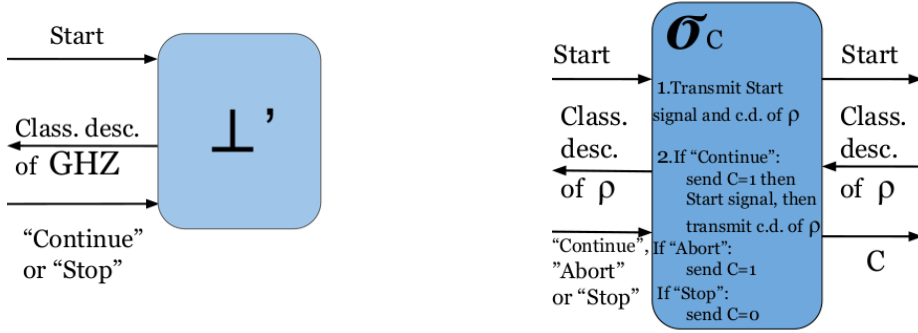 Start
Class. desc.
of GHZ
“Continue”
or “Stop”
⊥’
σC
Start
Class.
desc.
of ρ
“Continue”,
”Abort”
or “Stop”
1.Transmit Start
signal and c.d. of ρ
2.If “Continue”:
send C=1 then
Start signal, then
transmit c.d. of ρ
If “Abort”:
send C=1
If “Stop”:
send C=0
Start
Class.
desc.
of ρ
C